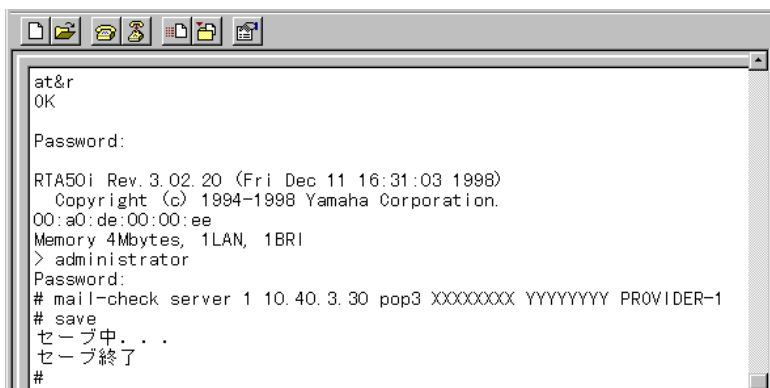 at&r
OK
Password:
RTA50i Rev.3.02.20 (Fri Dec 11 16:31:03 1998)
Copyright (c) 1994-1998 Yamaha Corporation.
00:a0:de:00:00:ee
Memory 4Mbytes, 1LAN, 1BRI
> administrator
Password:
# mail-check server 1 10.40.3.30 pop3 XXXXXXXX YYYYYYYY PROVIDER-1
# save
セーブ中...
セーブ終了
#